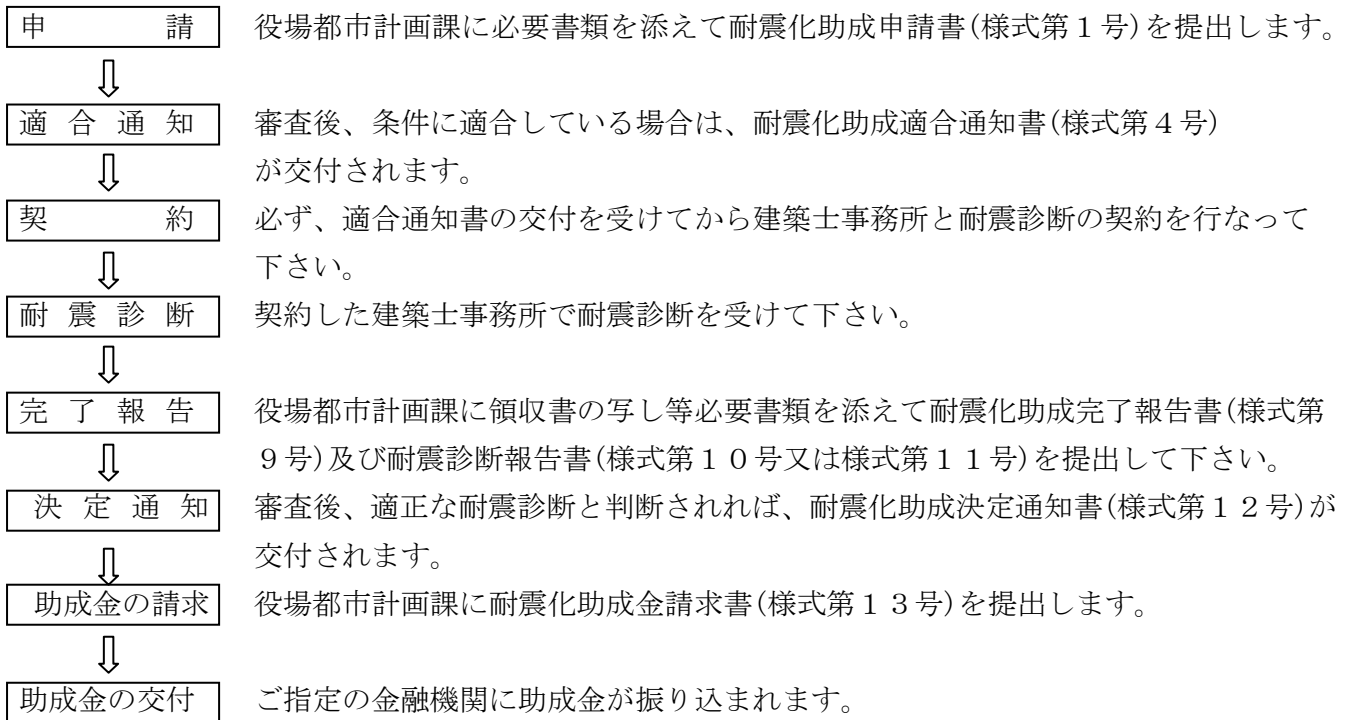 申請 役場都市計画課に必要書類を添えて耐震化助成申請書(様式第１号)を提出します。
⇩
適合通知 審査後、条件に適合している場合は、耐震化助成適合通知書(様式第４号)
⇩ が交付されます。
契約 必ず、適合通知書の交付を受けてから建築士事務所と耐震診断の契約を行なって
⇩ 下さい。
耐震診断 契約した建築士事務所で耐震診断を受けて下さい。
⇩
完了報告 役場都市計画課に領収書の写し等必要書類を添えて耐震化助成完了報告書(様式第
⇩ ９号)及び耐震診断報告書(様式第１０号又は様式第１１号)を提出して下さい。
決定通知 審査後、適正な耐震診断と判断されれば、耐震化助成決定通知書(様式第１２号)が
⇩ 交付されます。
助成金の請求 役場都市計画課に耐震化助成金請求書(様式第１３号)を提出します。
⇩
助成金の交付 ご指定の金融機関に助成金が振り込まれます。